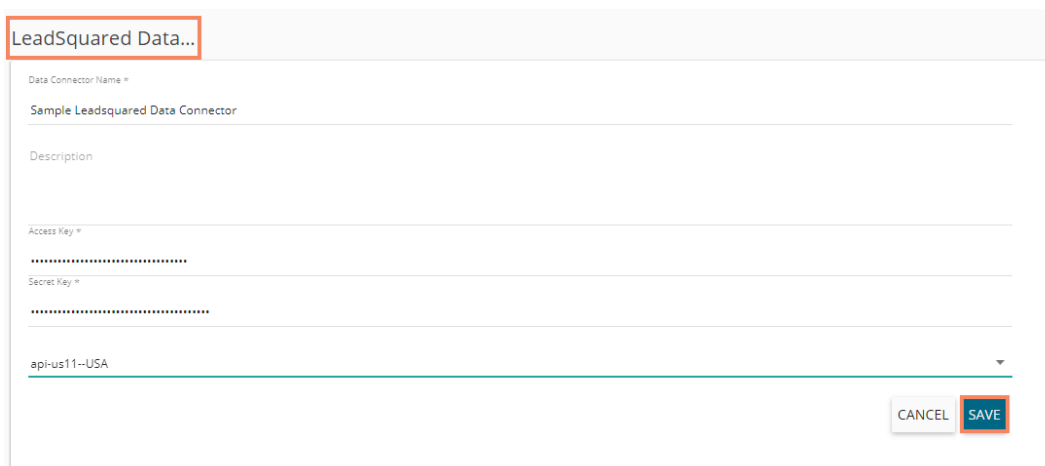 LeadSquared Data...
Data Connector Name *
Sample Leadsquared Data Connector
Description
Access Key *
Secret Key *
api-us11--USA
CANCEL SAVE